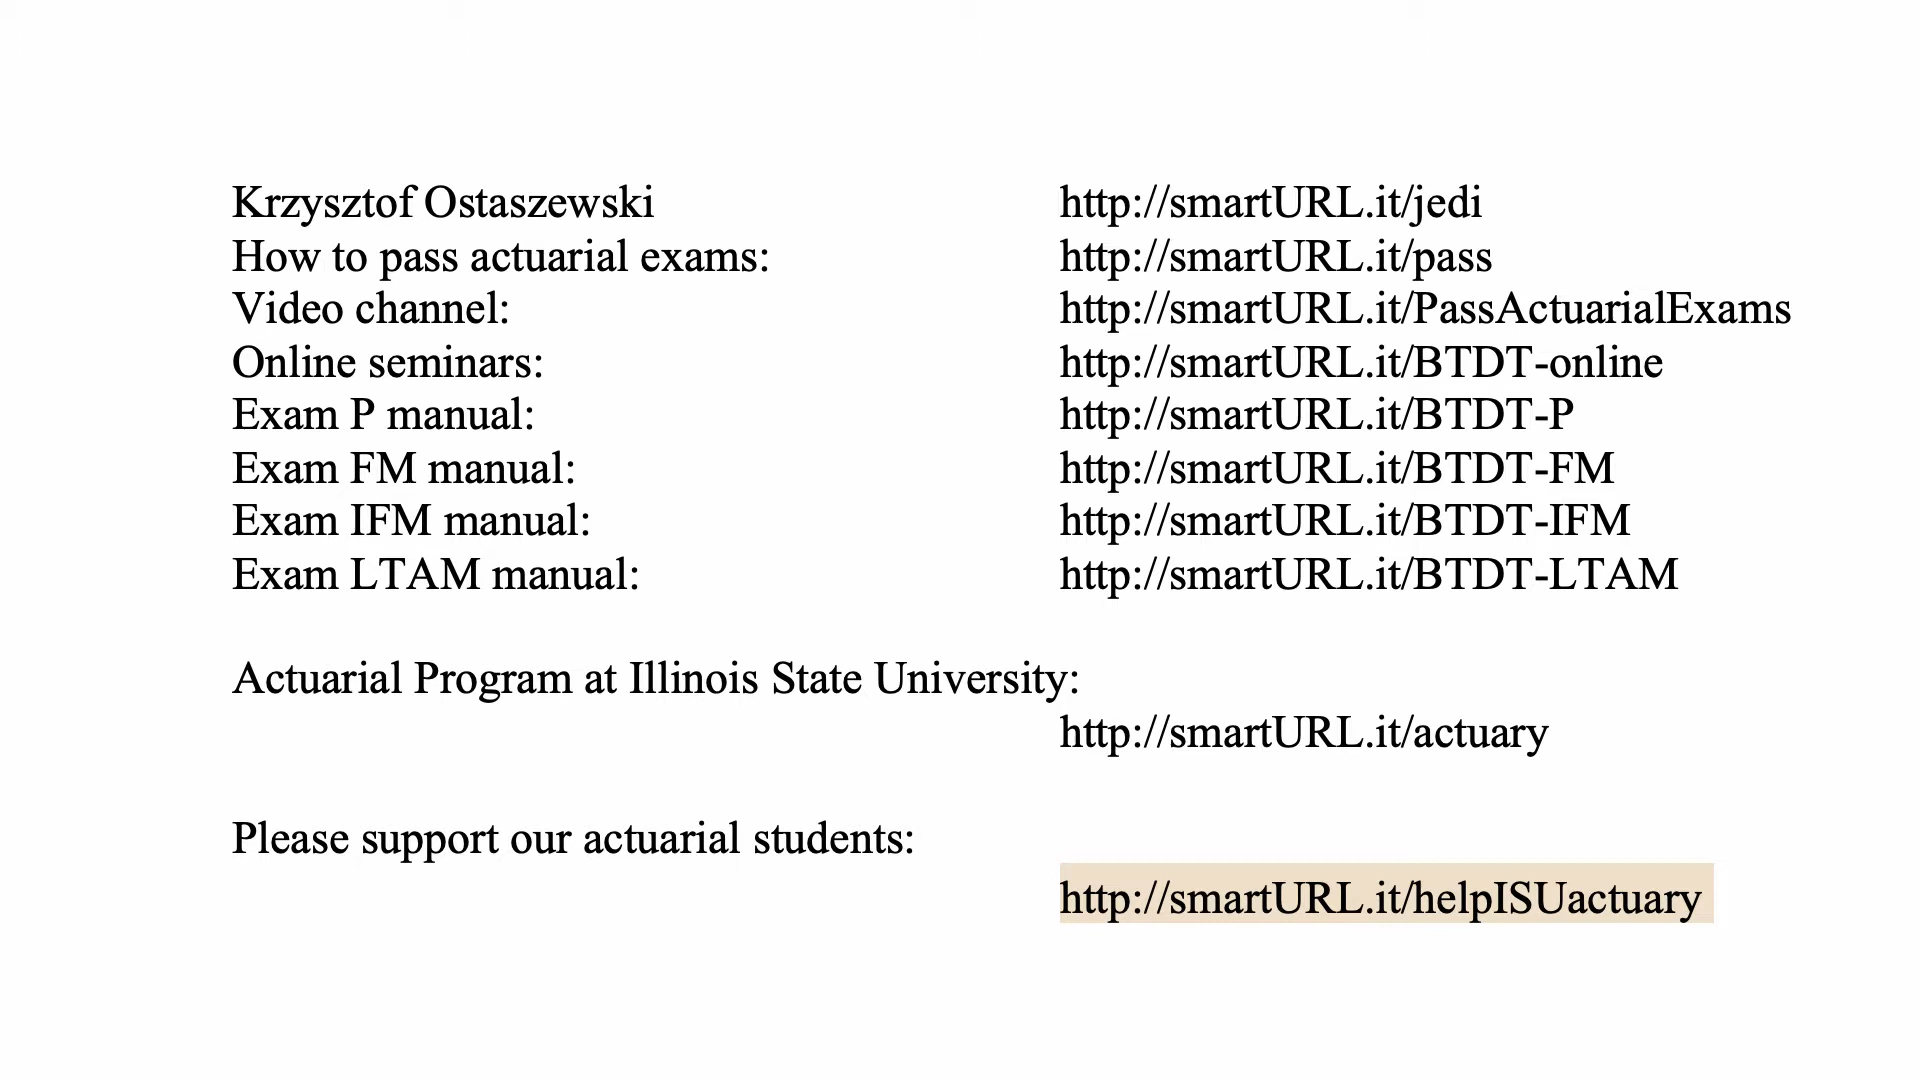 Krzysztof Ostaszewski http://smartURL.it/jedi
How to pass actuarial exams: http://smartURL.it/pass
Video channel: http://smartURL.it/PassActuarialExams
Online seminars: http://smartURL.it/BTDT-online
Exam P manual: http://smartURL.it/BTDT-P
Exam FM manual: http://smartURL.it/BTDT-FM
Exam IFM manual: http://smartURL.it/BTDT-IFM
Exam LTAM manual: http://smartURL.it/BTDT-LTAM
Actuarial Program at Illinois State University:
http://smartURL.it/actuary
Please support our actuarial students:
http://smartURL.it/helpISUactuary